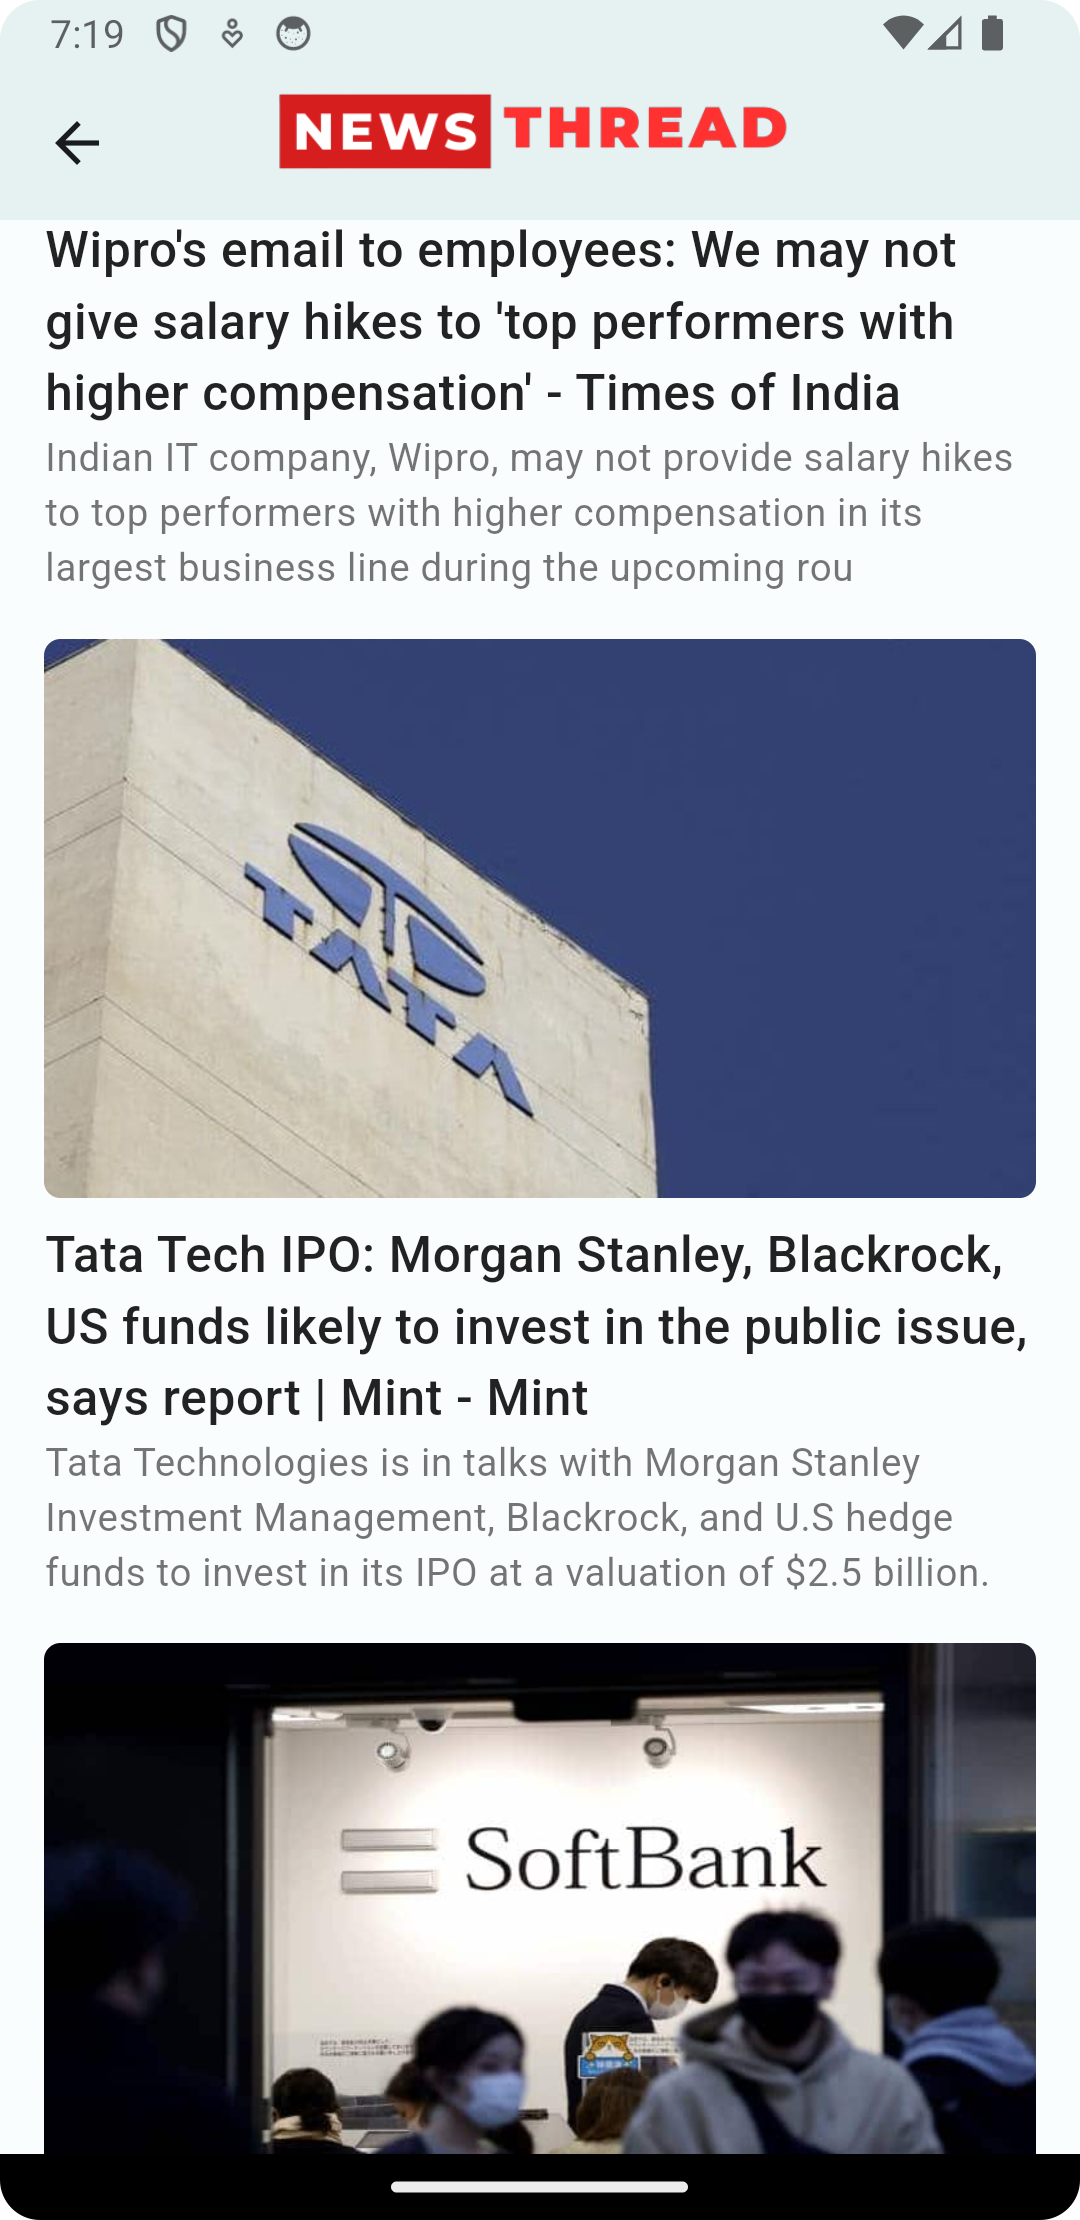 7:19
NEWS THREAD
Wipro's email to employees: We may not
give salary hikes to 'top performers with
higher compensation' - Times of India
Indian IT company, Wipro, may not provide salary hikes
to top performers with higher compensation in its
largest business line during the upcoming rou
TATA
Tata Tech IPO: Morgan Stanley, Blackrock,
US funds likely to invest in the public issue,
says report | Mint - Mint
Tata Technologies is in talks with Morgan Stanley
Investment Management, Blackrock, and U.S hedge
funds to invest in its IPO at a valuation of $2.5 billion.
SoftBank